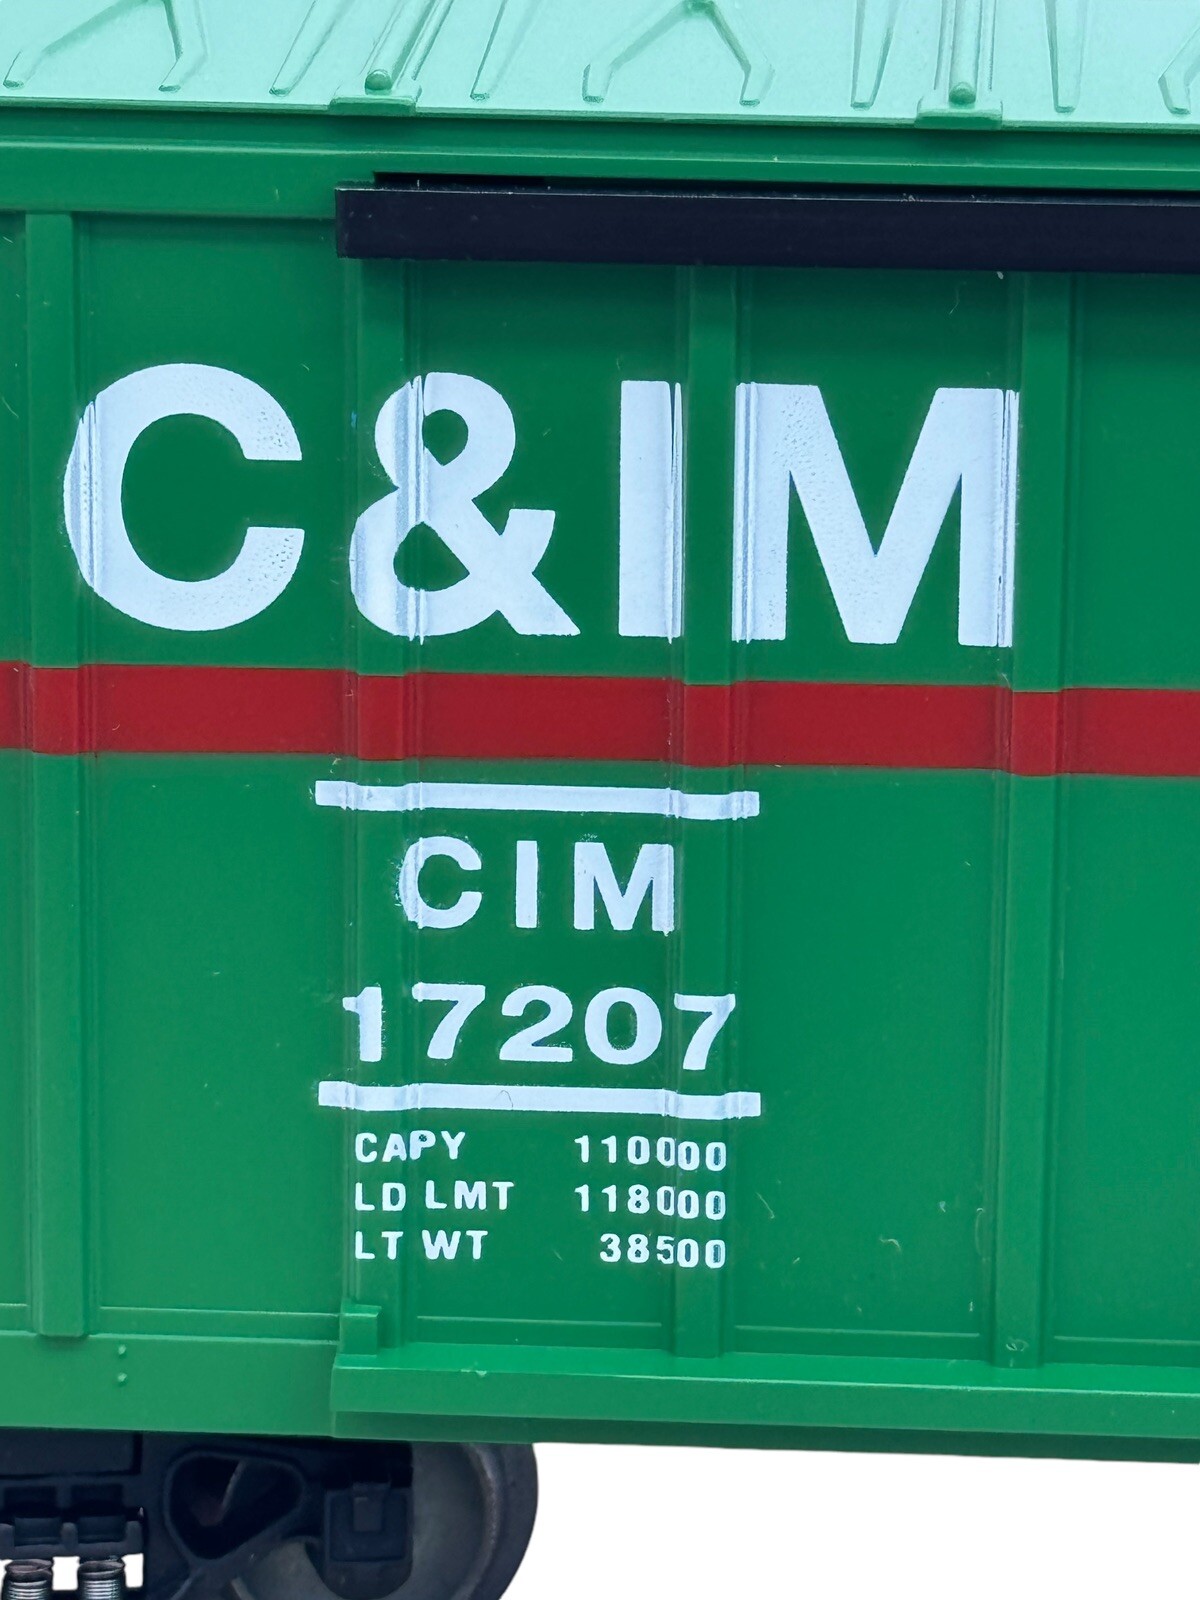 C&IM
CIM
17207
CAPY 110000
LD LMT 118000
LT WT 38500